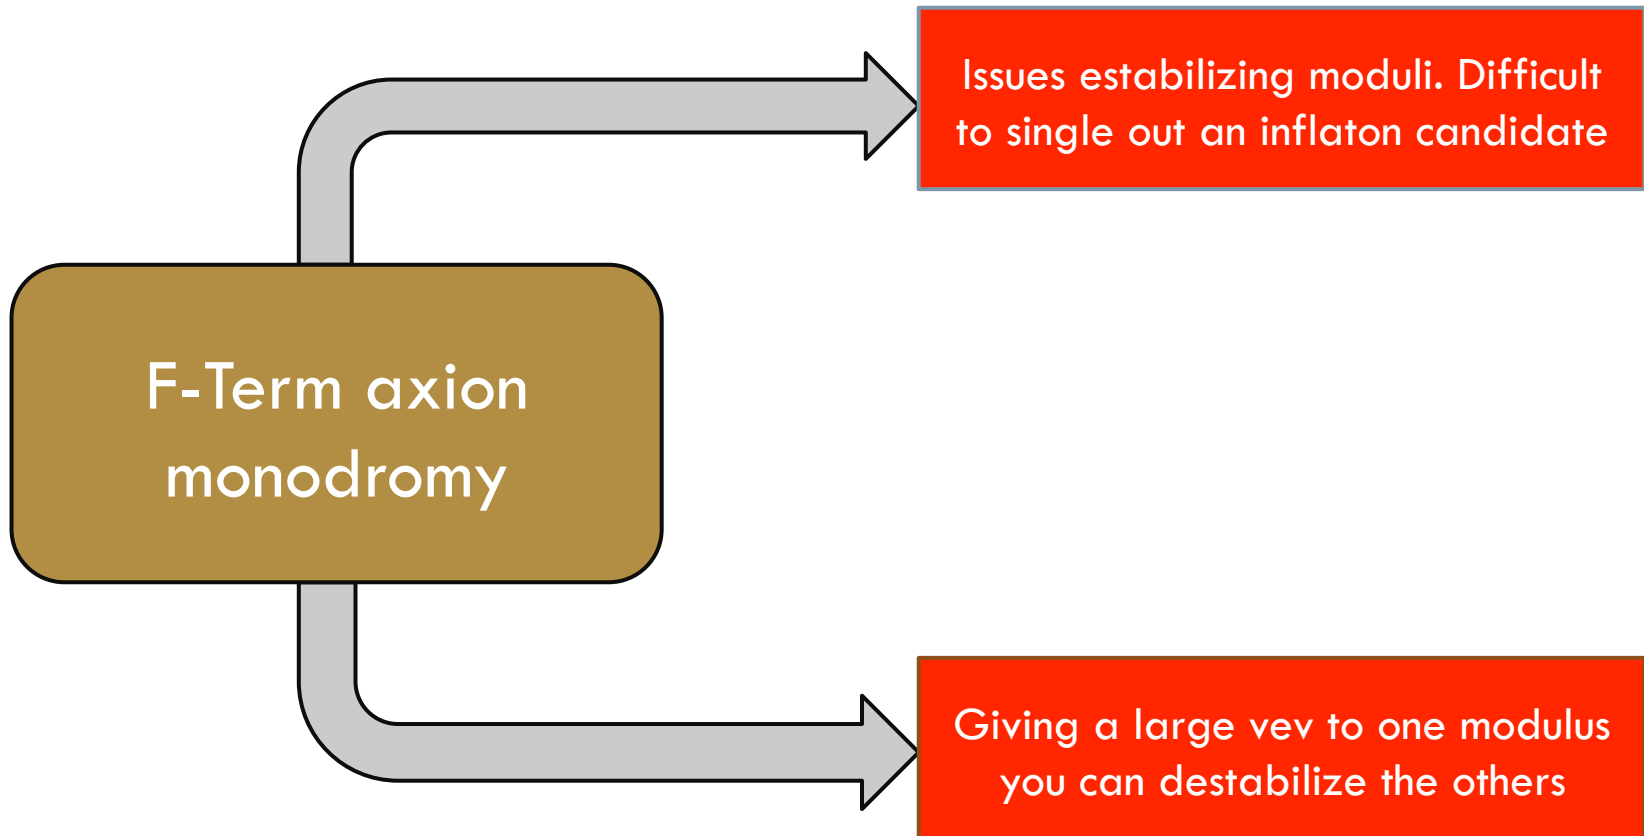 Issues estabilizing moduli. Difficult
to single out an inflaton candidate
F-Term axion
monodromy
Giving a large vev to one modulus
you can destabilize the others